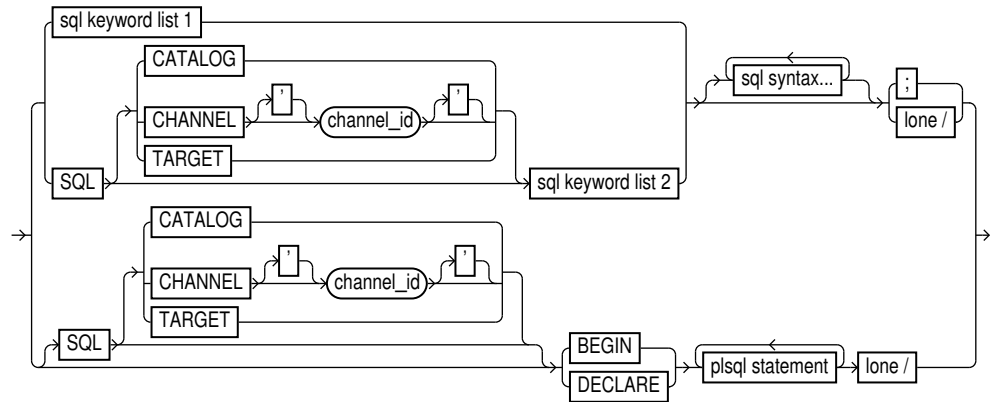 sql keyword list 1
CATALOG
sql syntax...
' '
;
CHANNEL channel_id
lone /
TARGET
SQL sql keyword list 2
CATALOG
' '
CHANNEL channel_id
TARGET
SQL BEGIN
plsql statement lone /
DECLARE